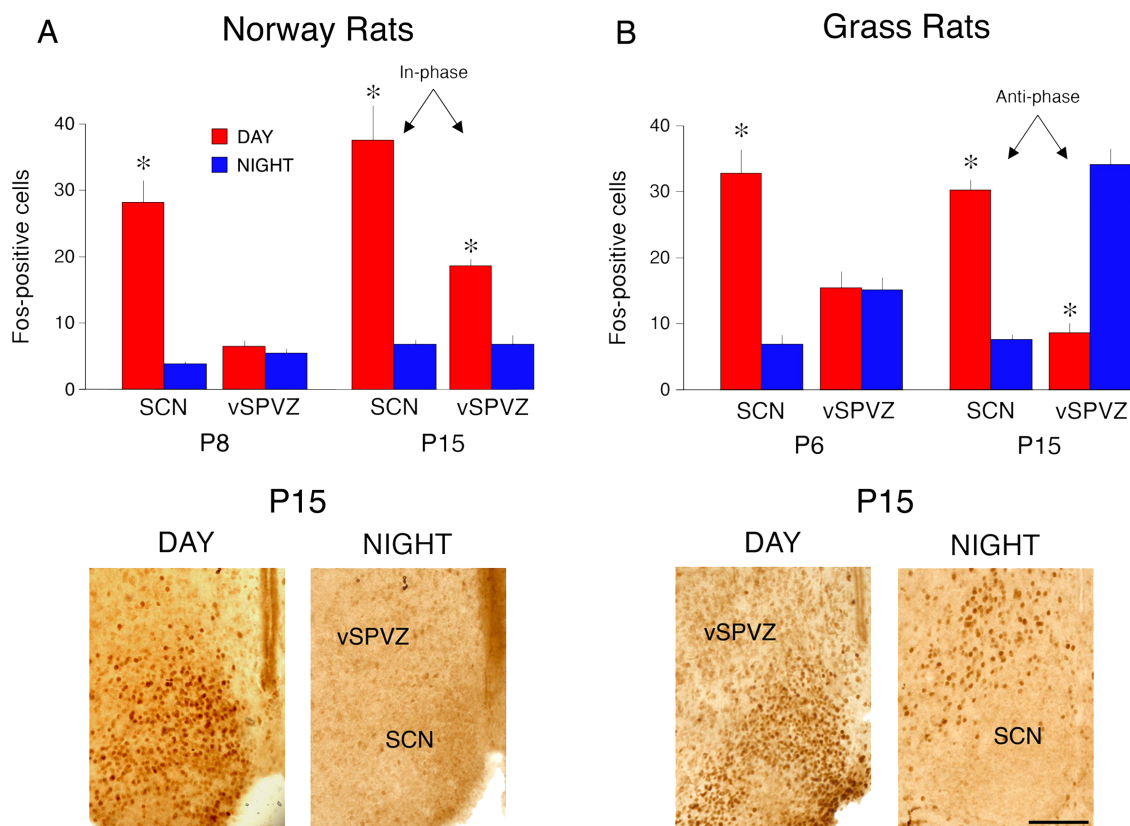 A
Norway Rats
In-phase
*
*
*
DAY
NIGHT
Fos-positive cells
40
30
20
10
0
SCN
vSPVZ
SCN
vSPVZ
P8
P15
P15
DAY
NIGHT
vSPVZ
SCN
B
Grass Rats
Anti-phase
*
*
*
Fos-positive cells
40
30
20
10
0
SCN
vSPVZ
SCN
vSPVZ
P6
P15
P15
DAY
NIGHT
vSPVZ
SCN